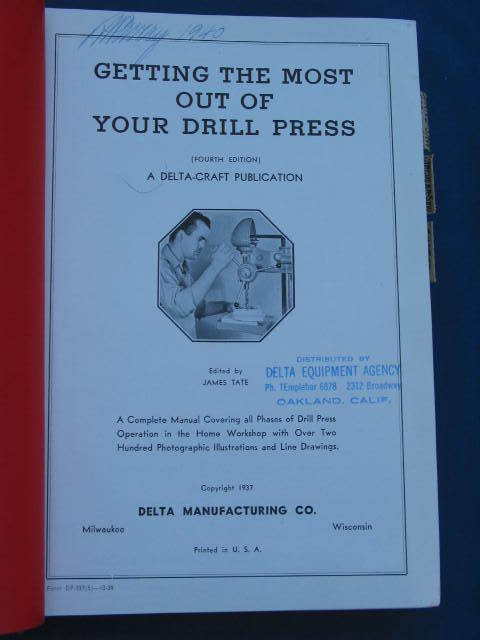 1940
GETTING THE MOST
OUT OF
YOUR DRILL PRESS
(FOURTH EDITION)
A DELTA-CRAFT PUBLICATION
Edited by
JAMES TATE
DISTRIBUTED BY
DELTA EQUIPMENT AGENCY
Ph. TEmplebar 6878 2312 Broadway
OAKLAND, CALIF.
A Complete Manual Covering all Phases of Drill Press
Operation in the Home Workshop with Over Two
Hundred Photographic Illustrations and Line Drawings.
Copyright 1937
DELTA MANUFACTURING CO.
Milwaukee Wisconsin
Printed in U. S. A.
Form